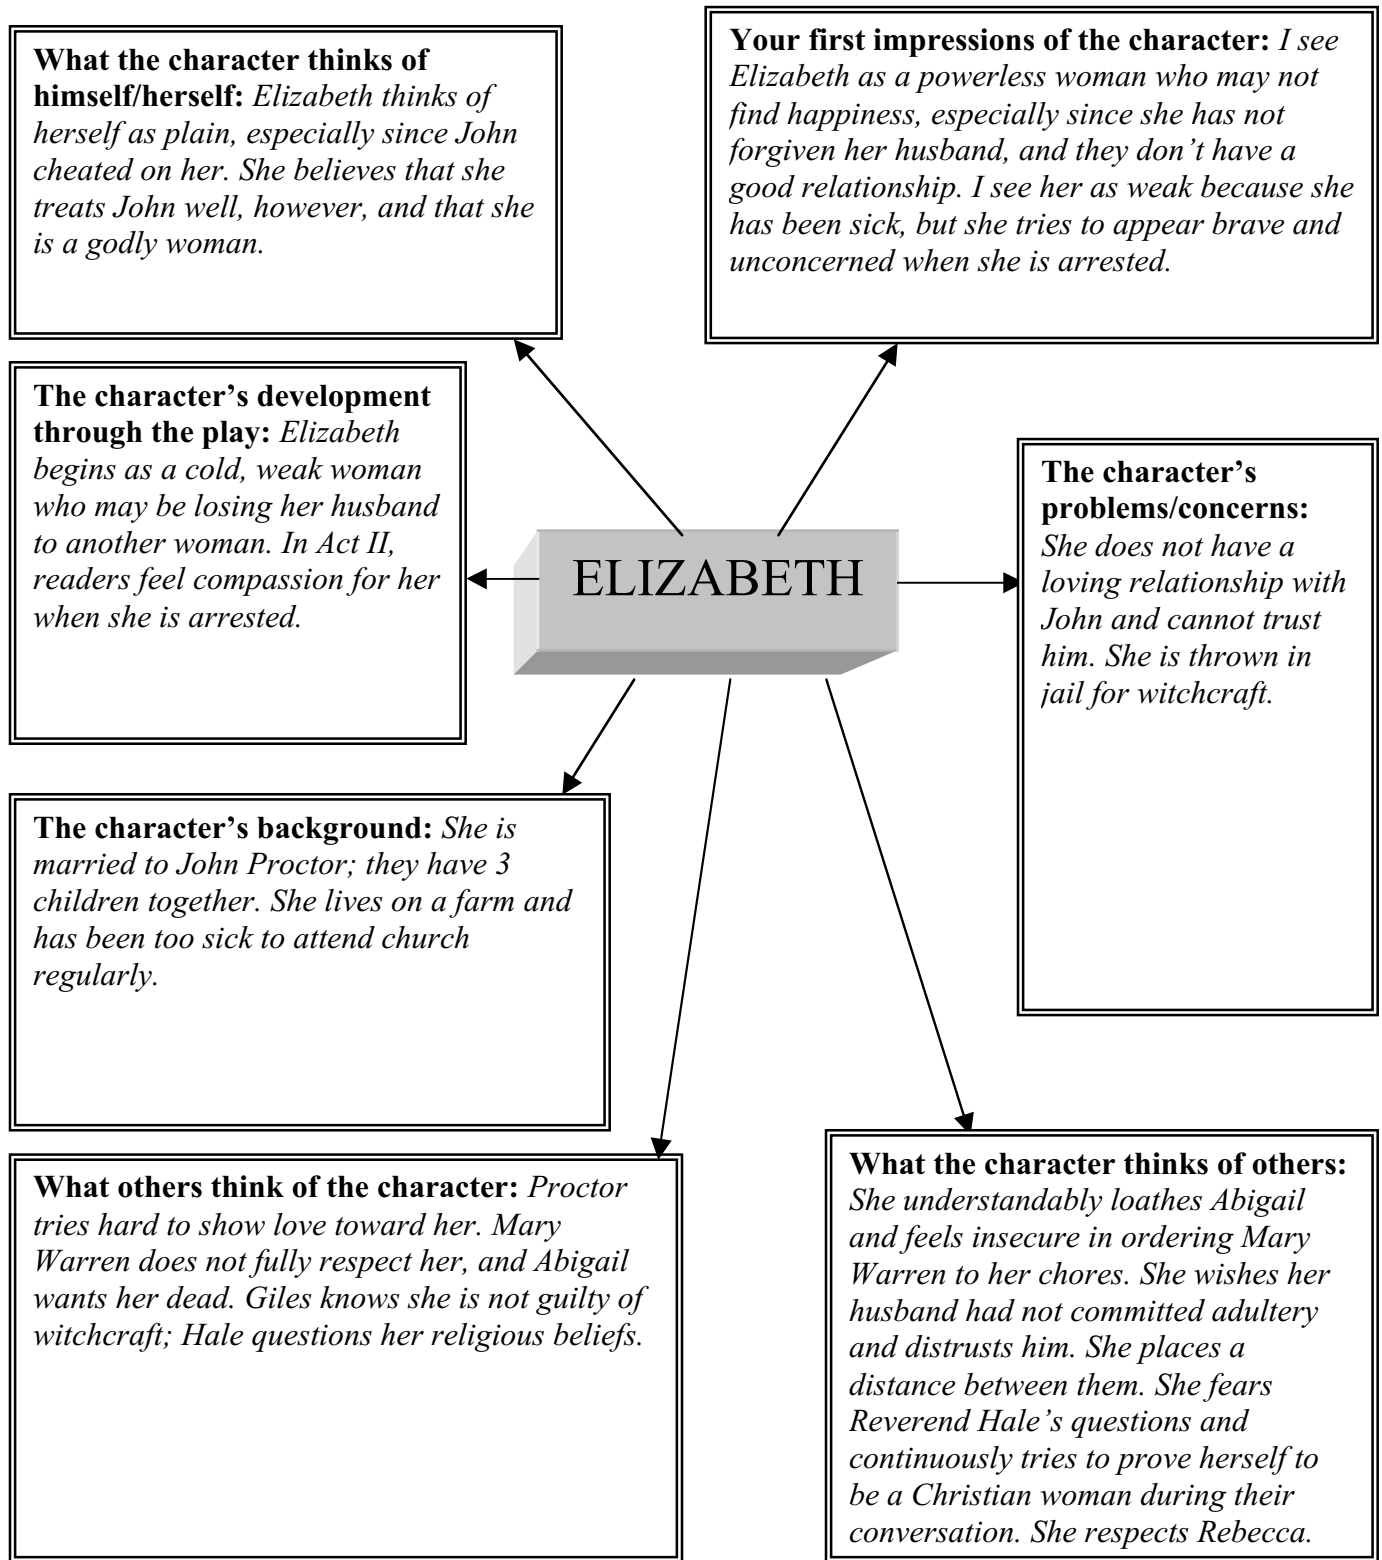 What the character thinks of
himself/herself: Elizabeth thinks of
herself as plain, especially since John
cheated on her. She believes that she
treats John well, however, and that she
is a godly woman.
Your first impressions of the character: I see
Elizabeth as a powerless woman who may not
find happiness, especially since she has not
forgiven her husband, and they don’t have a
good relationship. I see her as weak because she
has been sick, but she tries to appear brave and
unconcerned when she is arrested.
The character’s development
through the play: Elizabeth
begins as a cold, weak woman
who may be losing her husband
to another woman. In Act II,
readers feel compassion for her
when she is arrested.
ELIZABETH
The character’s
problems/concerns:
She does not have a
loving relationship with
John and cannot trust
him. She is thrown in
jail for witchcraft.
The character’s background: She is
married to John Proctor; they have 3
children together. She lives on a farm and
has been too sick to attend church
regularly.
What others think of the character: Proctor
tries hard to show love toward her. Mary
Warren does not fully respect her, and Abigail
wants her dead. Giles knows she is not guilty of
witchcraft; Hale questions her religious beliefs.
What the character thinks of others:
She understandably loathes Abigail
and feels insecure in ordering Mary
Warren to her chores. She wishes her
husband had not committed adultery
and distrusts him. She places a
distance between them. She fears
Reverend Hale’s questions and
continuously tries to prove herself to
be a Christian woman during their
conversation. She respects Rebecca.